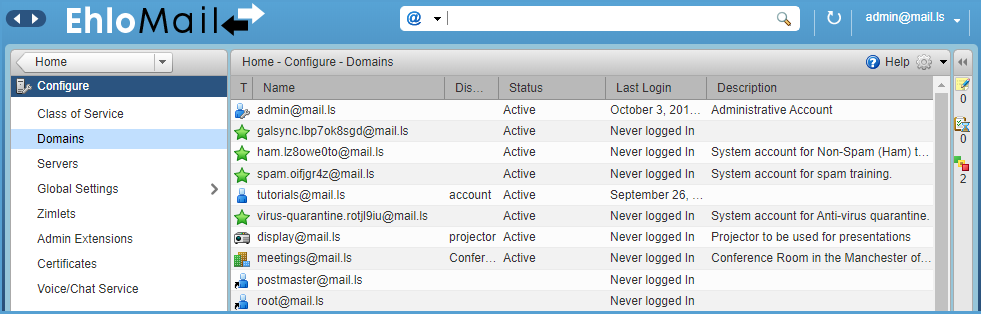 EhloMail
@
admin@mail.ls
Home
Home - Configure - Domains
Help
Configure
Class of Service
Domains
Servers
Global Settings
Zimlets
Admin Extensions
Certificates
Voice/Chat Service
T Name Dis... Status Last Login Description
admin@mail.ls Active October 3, 201... Administrative Account
galsync.lbp7ok8sgd@mail.ls Active Never logged In
ham.lz8owe0to@mail.ls Active Never logged In System account for Non-Spam (Ham) t...
spam.oifjgr4z@mail.ls Active Never logged In System account for spam training.
tutorials@mail.ls account Active September 26, ...
virus-quarantine.rotjl9iu@mail.ls Active Never logged In System account for Anti-virus quarantine.
display@mail.ls projector Active Never logged In Projector to be used for presentations
meetings@mail.ls Confer... Active Never logged In Conference Room in the Manchester of...
postmaster@mail.ls Never logged In
root@mail.ls Never logged In
0
0
2